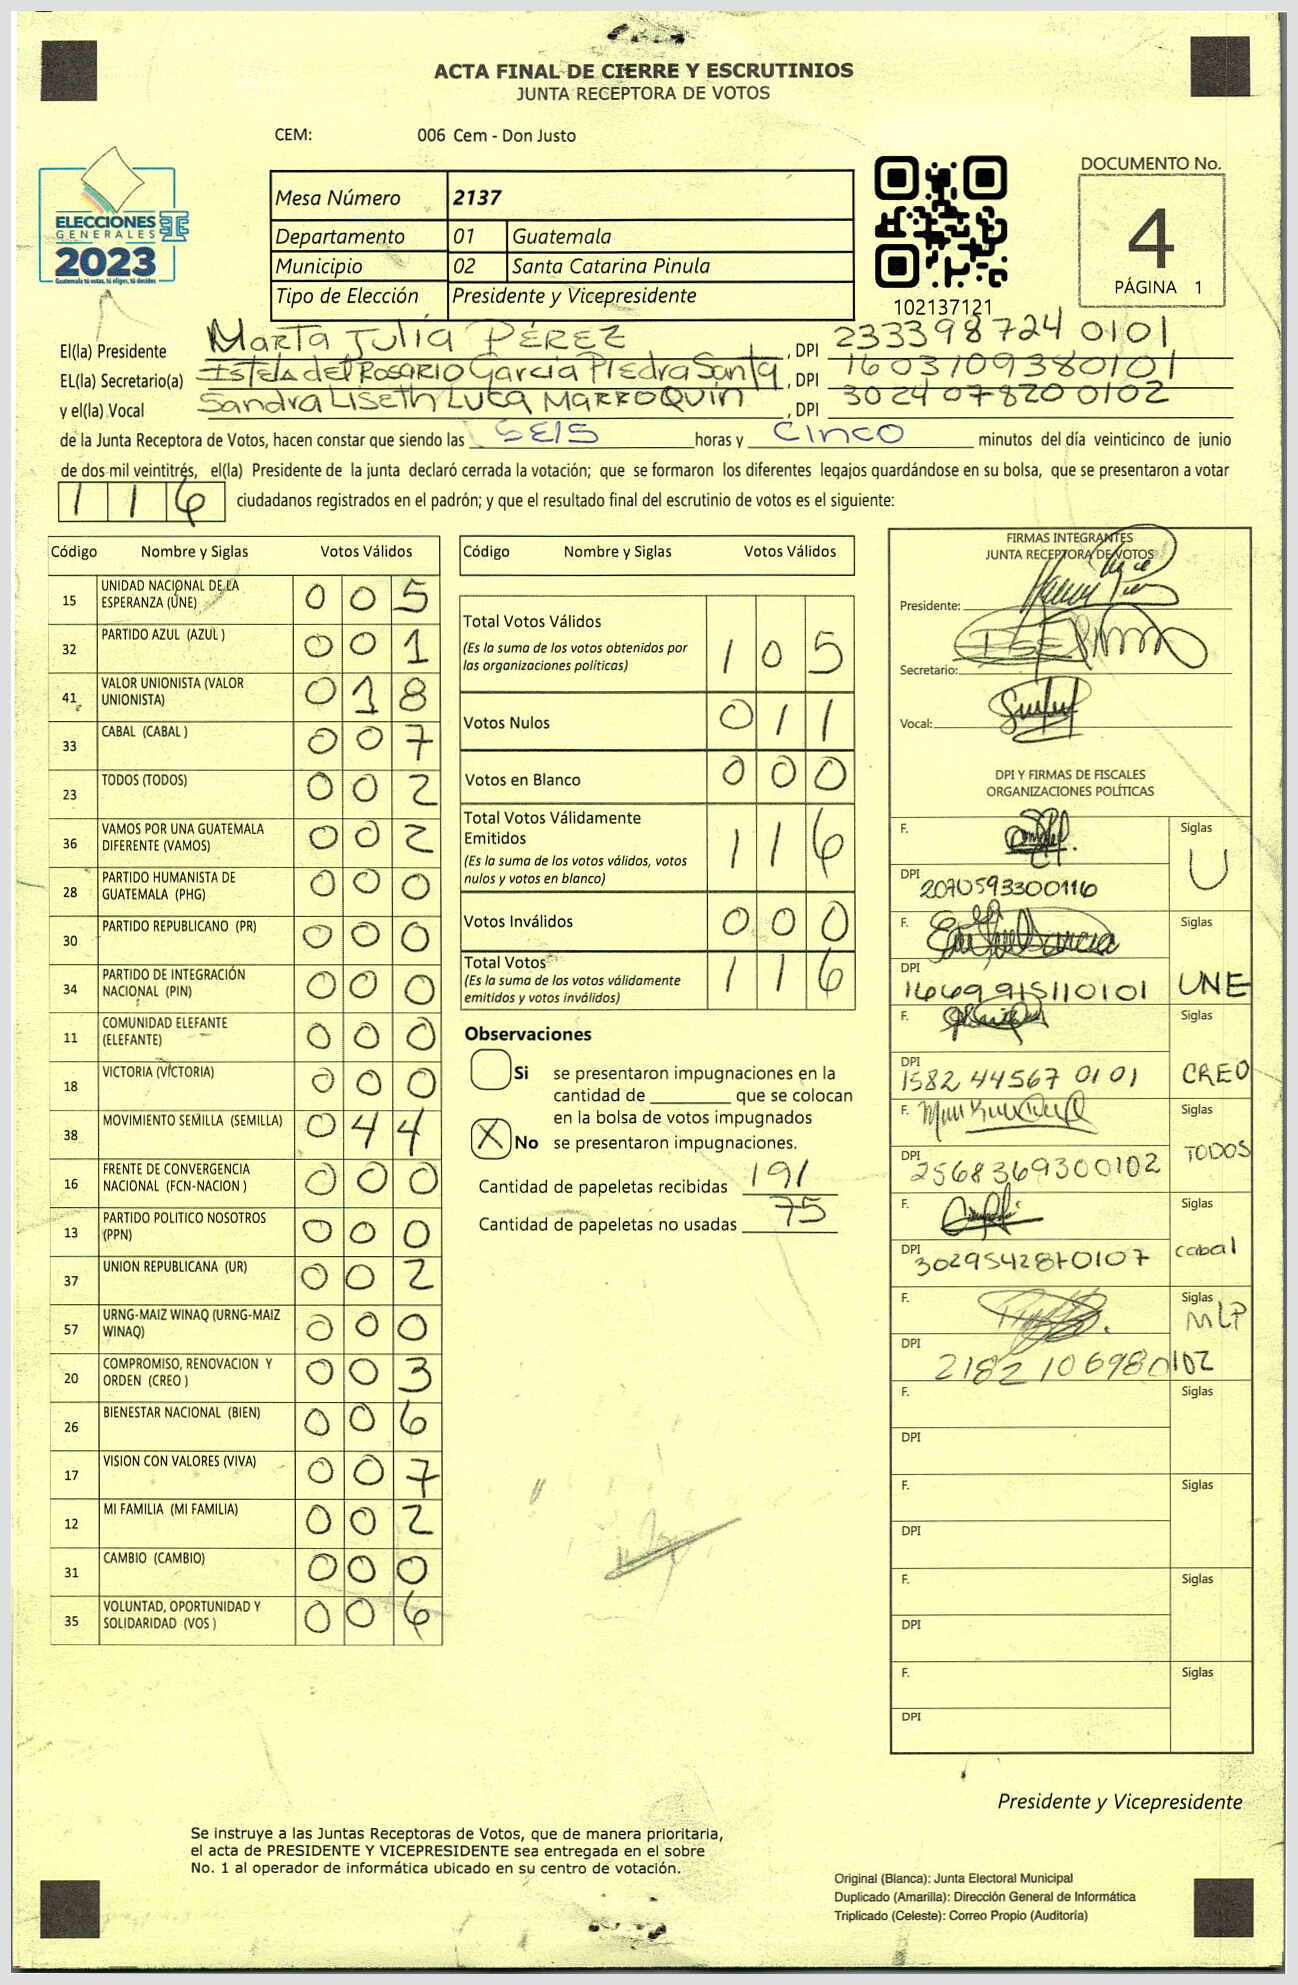 ACTA FINAL DE CIERRE Y ESCRUTINIOS
JUNTA RECEPTORA DE VOTOS
CEM: 006 Cem - Don Justo
ELECCIONES
GENERALES
2023
Guatemala tú votas, tú eliges, tú decides
Mesa Número 2137
Departamento 01 Guatemala
Municipio 02 Santa Catarina Pinula
Tipo de Elección Presidente y Vicepresidente
102137121
DOCUMENTO No.
4
PÁGINA 1
El(la) Presidente Marta Julia Pérez, DPI 2333987240101
EL(la) Secretario(a) Istela del Rosario García Piedra Santa, DPI 1603109380101
y el(la) Vocal Sandra Liseth Luca Marroquín, DPI 3024078200102
de la Junta Receptora de Votos, hacen constar que siendo las SEIS horas y Cinco minutos del día veinticinco de junio
de dos mil veintitrés, el(la) Presidente de la junta declaró cerrada la votación; que se formaron los diferentes legajos guardándose en su bolsa, que se presentaron a votar
116 ciudadanos registrados en el padrón; y que el resultado final del escrutinio de votos es el siguiente:
Código Nombre y Siglas Votos Válidos
15 UNIDAD NACIONAL DE LA ESPERANZA (UNE) 0 0 5
32 PARTIDO AZUL (AZUL ) 0 0 1
41 VALOR UNIONISTA (VALOR UNIONISTA) 0 1 8
33 CABAL (CABAL ) 0 0 7
23 TODOS (TODOS) 0 0 2
36 VAMOS POR UNA GUATEMALA DIFERENTE (VAMOS) 0 0 2
28 PARTIDO HUMANISTA DE GUATEMALA (PHG) 0 0 0
30 PARTIDO REPUBLICANO (PR) 0 0 0
34 PARTIDO DE INTEGRACIÓN NACIONAL (PIN) 0 0 0
11 COMUNIDAD ELEFANTE (ELEFANTE) 0 0 0
18 VICTORIA (VICTORIA) 0 0 0
38 MOVIMIENTO SEMILLA (SEMILLA) 0 4 4
16 FRENTE DE CONVERGENCIA NACIONAL (FCN-NACION ) 0 0 0
13 PARTIDO POLITICO NOSOTROS (PPN) 0 0 0
37 UNION REPUBLICANA (UR) 0 0 2
57 URNG-MAIZ WINAQ (URNG-MAIZ WINAQ) 0 0 0
20 COMPROMISO, RENOVACION Y ORDEN (CREO ) 0 0 3
26 BIENESTAR NACIONAL (BIEN) 0 0 6
17 VISION CON VALORES (VIVA) 0 0 7
12 MI FAMILIA (MI FAMILIA) 0 0 2
31 CAMBIO (CAMBIO) 0 0 0
35 VOLUNTAD, OPORTUNIDAD Y SOLIDARIDAD (VOS ) 0 0 6
Código Nombre y Siglas Votos Válidos
Total Votos Válidos 1 0 5
(Es la suma de los votos obtenidos por
las organizaciones políticas)
Votos Nulos 0 1 1
Votos en Blanco 0 0 0
Total Votos Válidamente
Emitidos 1 1 6
(Es la suma de los votos válidos, votos
nulos y votos en blanco)
Votos Inválidos 0 0 0
Total Votos 1 1 6
(Es la suma de los votos válidamente
emitidos y votos inválidos)
Observaciones
Si se presentaron impugnaciones en la
cantidad de ________ que se colocan
en la bolsa de votos impugnados
X No se presentaron impugnaciones.
Cantidad de papeletas recibidas 191
Cantidad de papeletas no usadas 75
FIRMAS INTEGRANTES
JUNTA RECEPTORA DE VOTOS
Presidente:
Secretario:
Vocal:
DPI Y FIRMAS DE FISCALES
ORGANIZACIONES POLÍTICAS
F. Siglas U
DPI 2070593300116
F. Siglas UNE
DPI 1669915110101
F. Siglas CREO
DPI 1582 44567 0101
F. Siglas TODOS
DPI 2568369300102
F. Siglas cabal
DPI 3029542870107
F. Siglas MLP
DPI 2182106980102
F. Siglas
DPI
F. Siglas
DPI
F. Siglas
DPI
F. Siglas
DPI
Presidente y Vicepresidente
Se instruye a las Juntas Receptoras de Votos, que de manera prioritaria,
el acta de PRESIDENTE Y VICEPRESIDENTE sea entregada en el sobre
No. 1 al operador de informática ubicado en su centro de votación.
Original (Blanca): Junta Electoral Municipal
Duplicado (Amarilla): Dirección General de Informática
Triplicado (Celeste): Correo Propio (Auditoría)